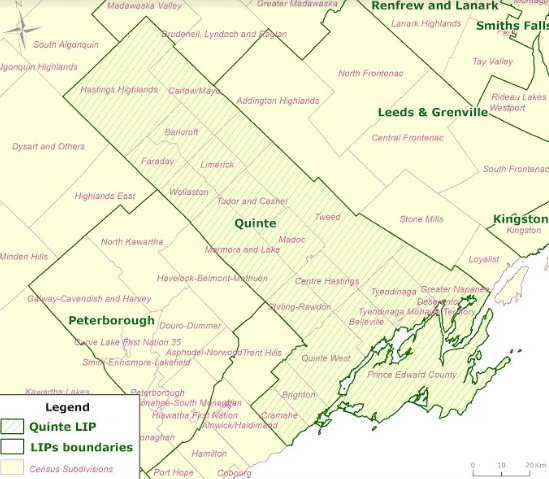 Madawaska Valley
Greater Madawaska
Renfrew and Lanark
Lanark Highlands
Smiths Falls
Brudenell, Lyndoch and Raglan
South Algonquin
Tay Valley
lgonquin Highlands
North Frontenac
Hastings Highlands
Carlow/Mayo
Addington Highlands
Rideau Lakes
Westport
Leeds & Grenville
Bancroft
Central Frontenac
Dysart and Others
Faraday
Limerick
South Frontenac
Wollaston
Highlands East
Tudor and Cashel
Tweed
Stone Mills
Kingston
Quinte
Kingston
North Kawartha
Madoc
Marmora and Lake
Minden Hills
Loyalist
Havelock-Belmont-Methuen
Centre Hastings
Greater Napanee
Tyendinaga
Galway-Cavendish and Harvey
Deseronto
Stirling-Rawdon
Tyendinaga Mohawk Territory
Peterborough
Douro-Dummer
Belleville
Curve Lake First Nation 35
Asphodel-Norwood
Trent Hills
Quinte West
Smith-Ennismore-Lakefield
Prince Edward County
Kawartha Lakes
Peterborough
Brighton
Legend
onabee-South Monaghan
Hiawatha First Nation
Cramahe
Quinte LIP
Alnwick/Haldimand
onaghan
LIPs boundaries
Hamilton
Census Subdivisions
Port Hope
Cobourg
0 10 20 Km